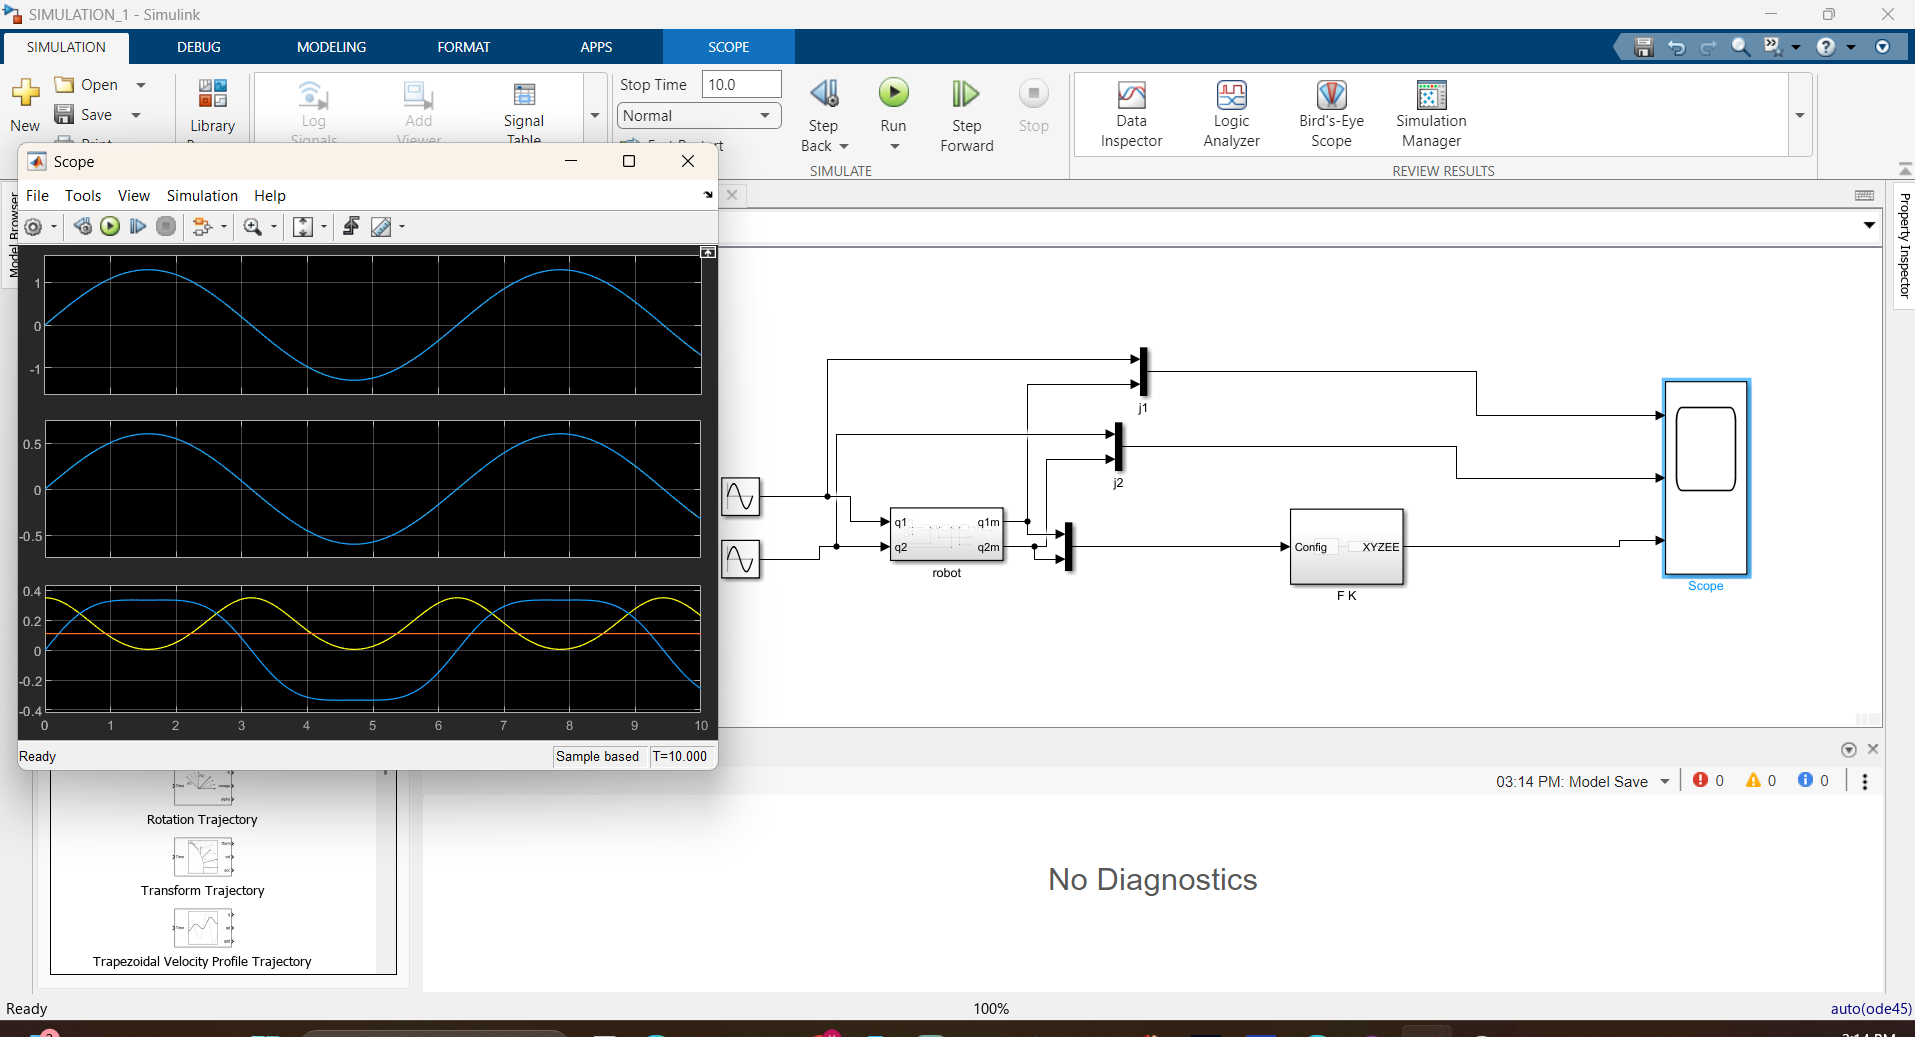 SIMULATION_1 - Simulink
SIMULATION DEBUG MODELING FORMAT APPS SCOPE
New
Open
Save
Print
Library
Log
Signals
Add
Viewer
Signal
Table
Stop Time 10.0
Normal
Step
Back
Run
Step
Forward
Stop
SIMULATE
Data
Inspector
Logic
Analyzer
Bird's-Eye
Scope
Simulation
Manager
REVIEW RESULTS
Model Browser
Property Inspector
Scope
File Tools View Simulation Help
1
0
-1
0.5
0
-0.5
0.4
0.2
0
-0.2
-0.4
0 1 2 3 4 5 6 7 8 9 10
Ready
Sample based T=10.000
j1
j2
q1 q1m
q2 q2m
robot
Config XYZEE
F K
Scope
03:14 PM: Model Save 0 0 0
No Diagnostics
Rotation Trajectory
Transform Trajectory
Trapezoidal Velocity Profile Trajectory
Ready
100%
auto(ode45)